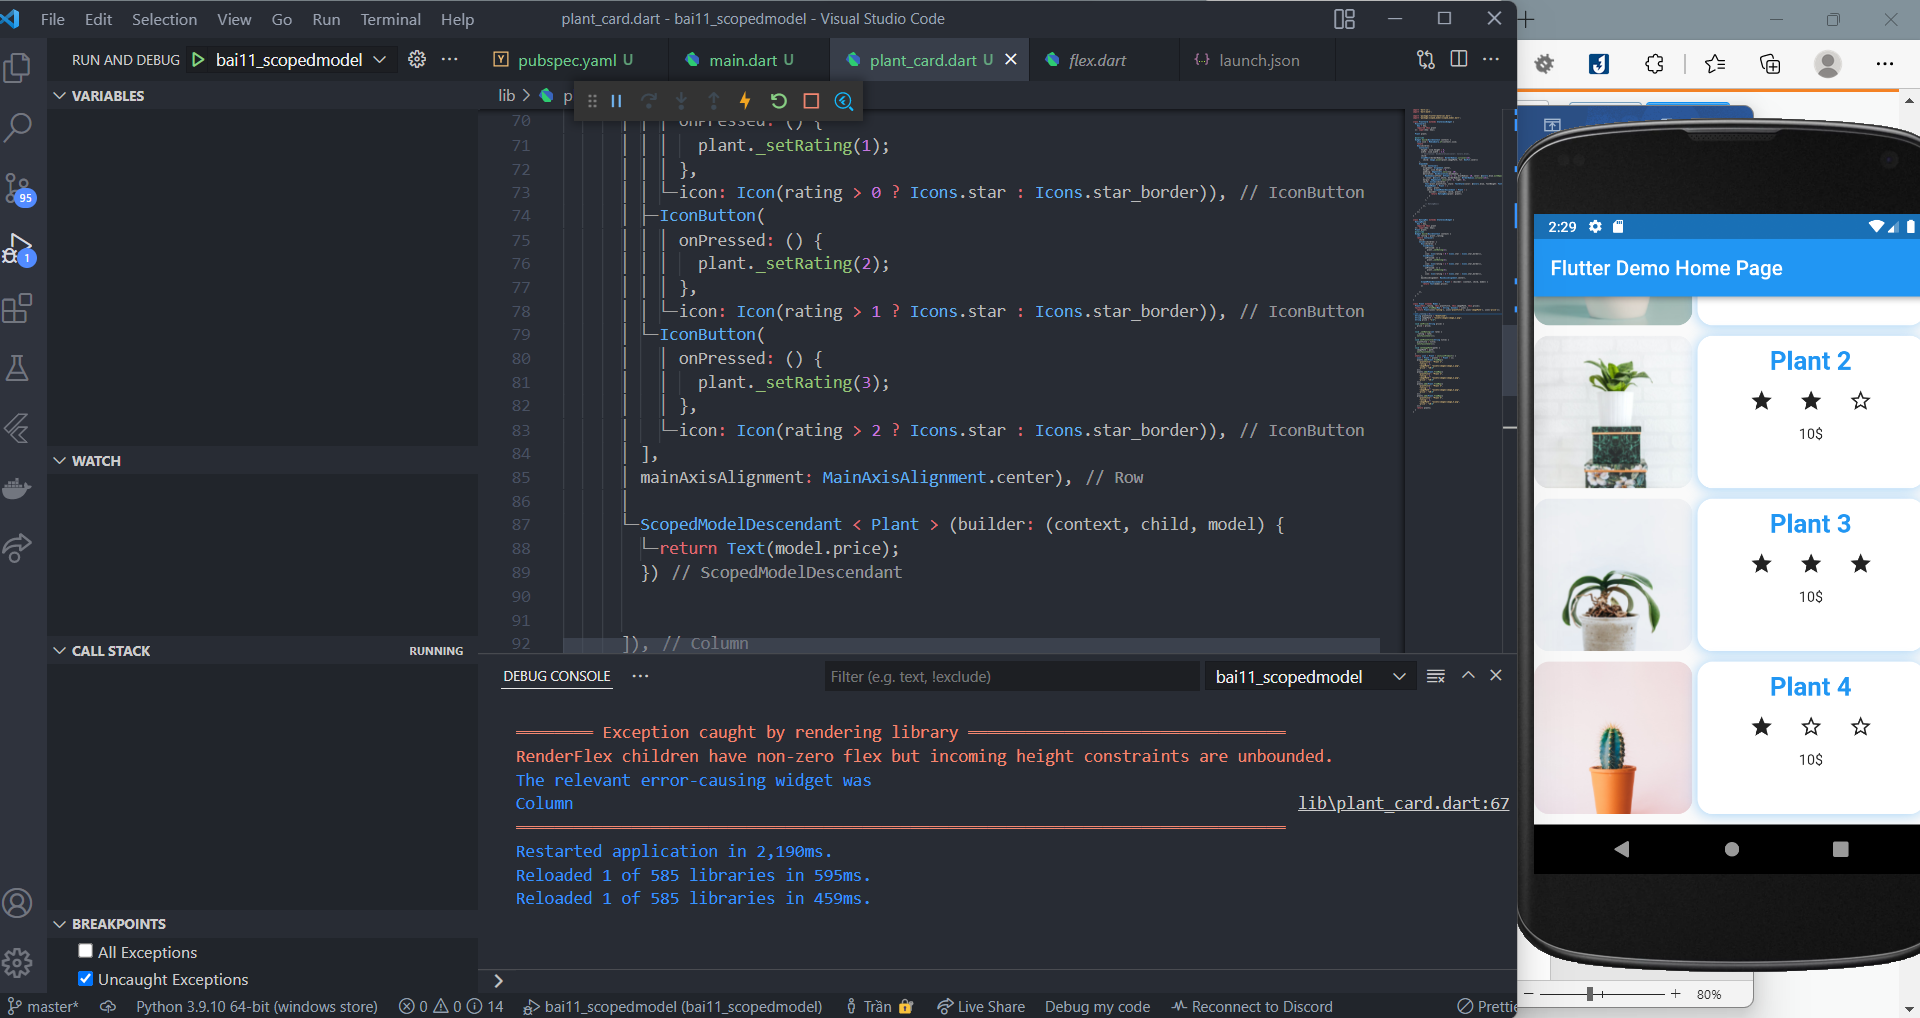 File Edit Selection View Go Run Terminal Help
plant_card.dart - bai11_scopedmodel - Visual Studio Code
RUN AND DEBUG bai11_scopedmodel
pubspec.yaml U main.dart U plant_card.dart U flex.dart launch.json
lib > p
VARIABLES
WATCH
CALL STACK RUNNING
BREAKPOINTS
All Exceptions
Uncaught Exceptions
95
1
70 onPressed: () {
71 plant._setRating(1);
72 },
73 icon: Icon(rating > 0 ? Icons.star : Icons.star_border)), // IconButton
74 IconButton(
75 onPressed: () {
76 plant._setRating(2);
77 },
78 icon: Icon(rating > 1 ? Icons.star : Icons.star_border)), // IconButton
79 IconButton(
80 onPressed: () {
81 plant._setRating(3);
82 },
83 icon: Icon(rating > 2 ? Icons.star : Icons.star_border)), // IconButton
84 ],
85 mainAxisAlignment: MainAxisAlignment.center), // Row
86
87 ScopedModelDescendant < Plant > (builder: (context, child, model) {
88 return Text(model.price);
89 }) // ScopedModelDescendant
90
91
92 ]), // Column
DEBUG CONSOLE
Filter (e.g. text, !exclude)
bai11_scopedmodel
Exception caught by rendering library
RenderFlex children have non-zero flex but incoming height constraints are unbounded.
The relevant error-causing widget was
Column lib\plant_card.dart:67
Restarted application in 2,190ms.
Reloaded 1 of 585 libraries in 595ms.
Reloaded 1 of 585 libraries in 459ms.
master* Python 3.9.10 64-bit (windows store) 0 0 14 bai11_scopedmodel (bai11_scopedmodel) Trần Live Share Debug my code Reconnect to Discord Prettie
2:29
Flutter Demo Home Page
Plant 2
10$
Plant 3
10$
Plant 4
10$
80%